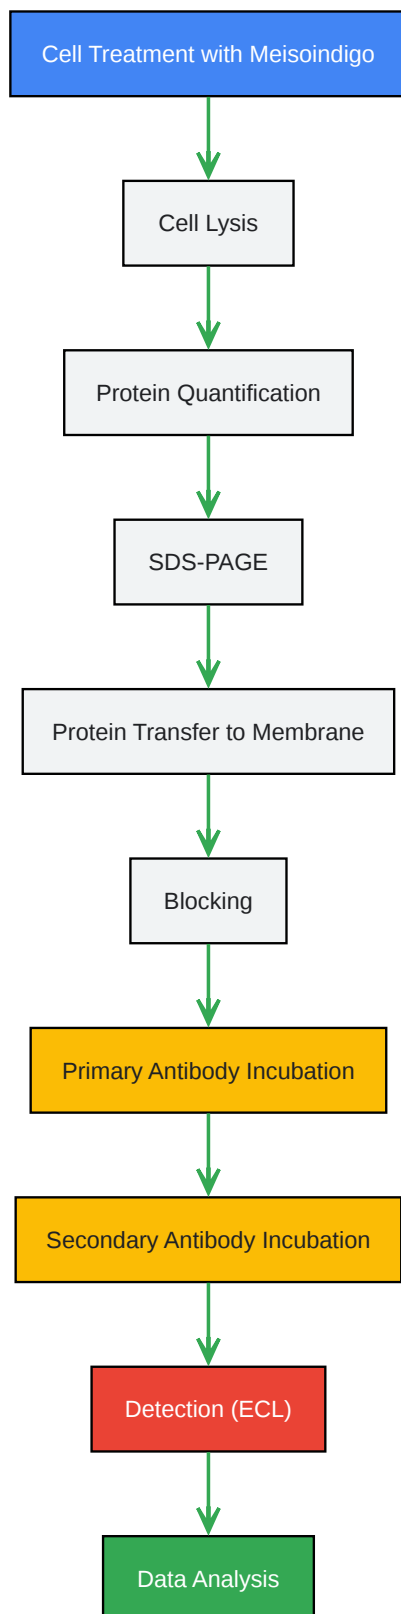 Cell Treatment with Meisoindigo
Cell Lysis
Protein Quantification
SDS-PAGE
Protein Transfer to Membrane
Blocking
Primary Antibody Incubation
Secondary Antibody Incubation
Detection (ECL)
Data Analysis